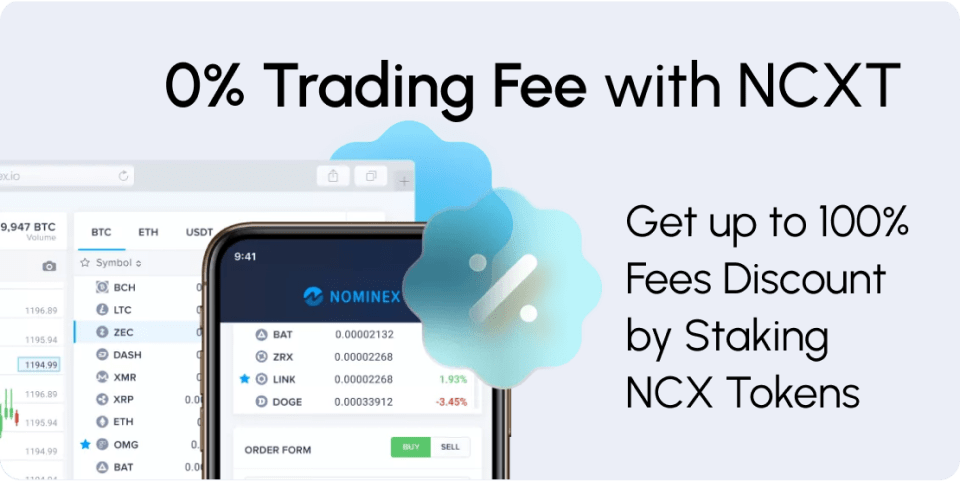 0% Trading Fee with NCXT
Get up to 100%
Fees Discount
by Staking
NCX Tokens
ex.io
9,947 BTC
Volume
1196.89
1195.94
1194.99
1196.89
1195.94
1194.99
BTC ETH USDT
Symbol
BCH
LTC
ZEC
DASH
XMR
XRP
ETH
OMG
BAT
9:41
NOMINEX
BAT 0.00002132
ZRX 0.00002268
LINK 0.00002268 1.93%
DOGE 0.00033912 -3.45%
ORDER FORM BUY SELL